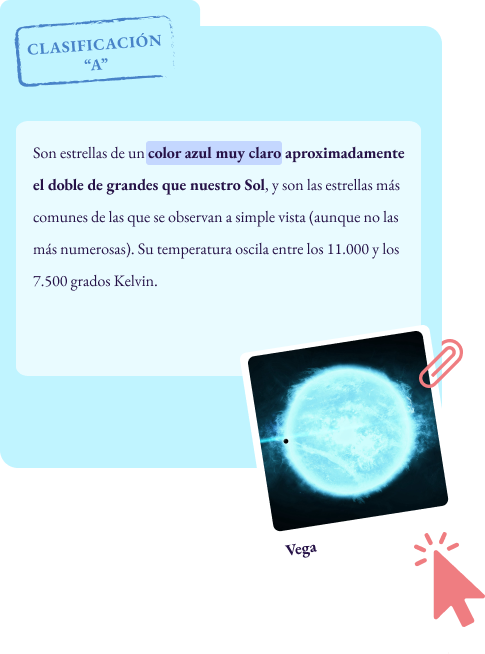 CLASIFICACIÓN
“A”
Son estrellas de un color azul muy claro aproximadamente
el doble de grandes que nuestro Sol, y son las estrellas más
comunes de las que se observan a simple vista (aunque no las
más numerosas). Su temperatura oscila entre los 11.000 y los
7.500 grados Kelvin.
Vega